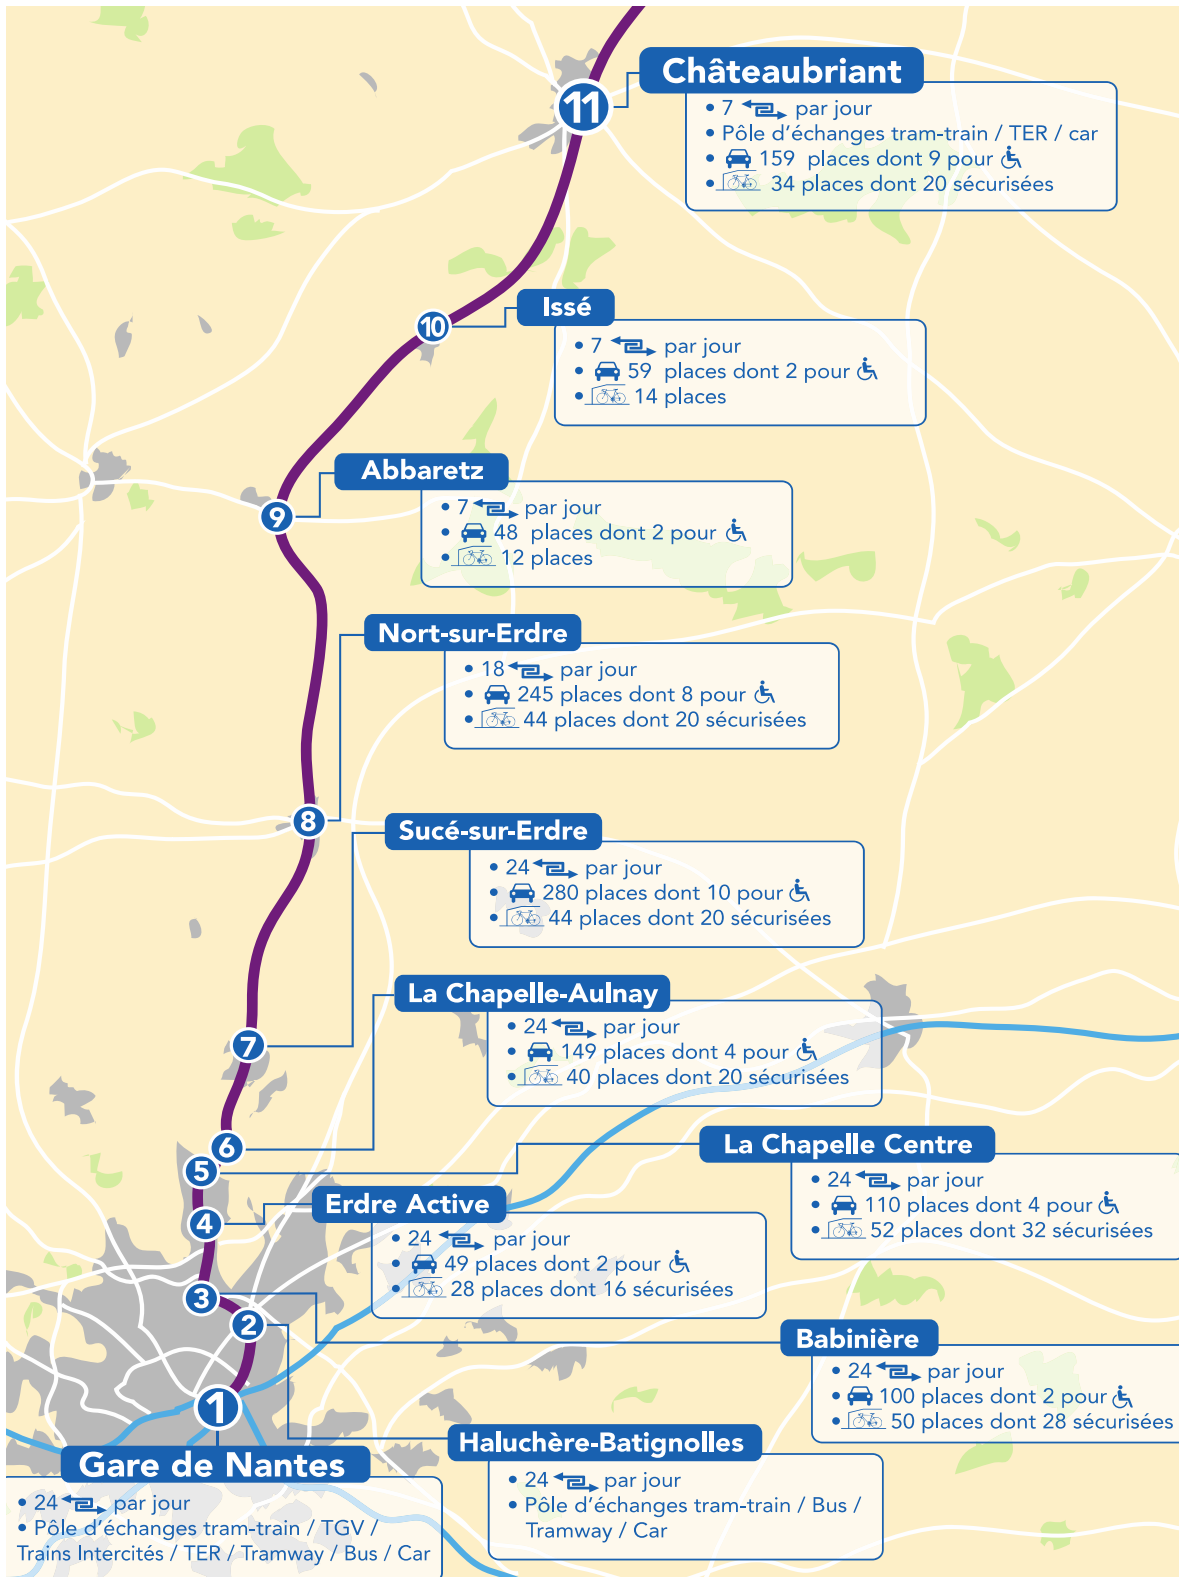 Châteaubriant
11
• 7 par jour
• Pôle d'échanges tram-train / TER / car
• 159 places dont 9 pour
• 34 places dont 20 sécurisées
Issé
10
• 7 par jour
• 59 places dont 2 pour
• 14 places
Abbaretz
9
• 7 par jour
• 48 places dont 2 pour
• 12 places
Nort-sur-Erdre
• 18 par jour
• 245 places dont 8 pour
• 44 places dont 20 sécurisées
8
Sucé-sur-Erdre
• 24 par jour
• 280 places dont 10 pour
• 44 places dont 20 sécurisées
La Chapelle-Aulnay
• 24 par jour
• 149 places dont 4 pour
• 40 places dont 20 sécurisées
7
6
La Chapelle Centre
5
• 24 par jour
• 110 places dont 4 pour
• 52 places dont 32 sécurisées
Erdre Active
4
• 24 par jour
• 49 places dont 2 pour
• 28 places dont 16 sécurisées
3
2
Babinière
• 24 par jour
• 100 places dont 2 pour
• 50 places dont 28 sécurisées
1
Haluchère-Batignolles
• 24 par jour
• Pôle d'échanges tram-train / Bus /
Tramway / Car
Gare de Nantes
• 24 par jour
• Pôle d'échanges tram-train / TGV /
Trains Intercités / TER / Tramway / Bus / Car